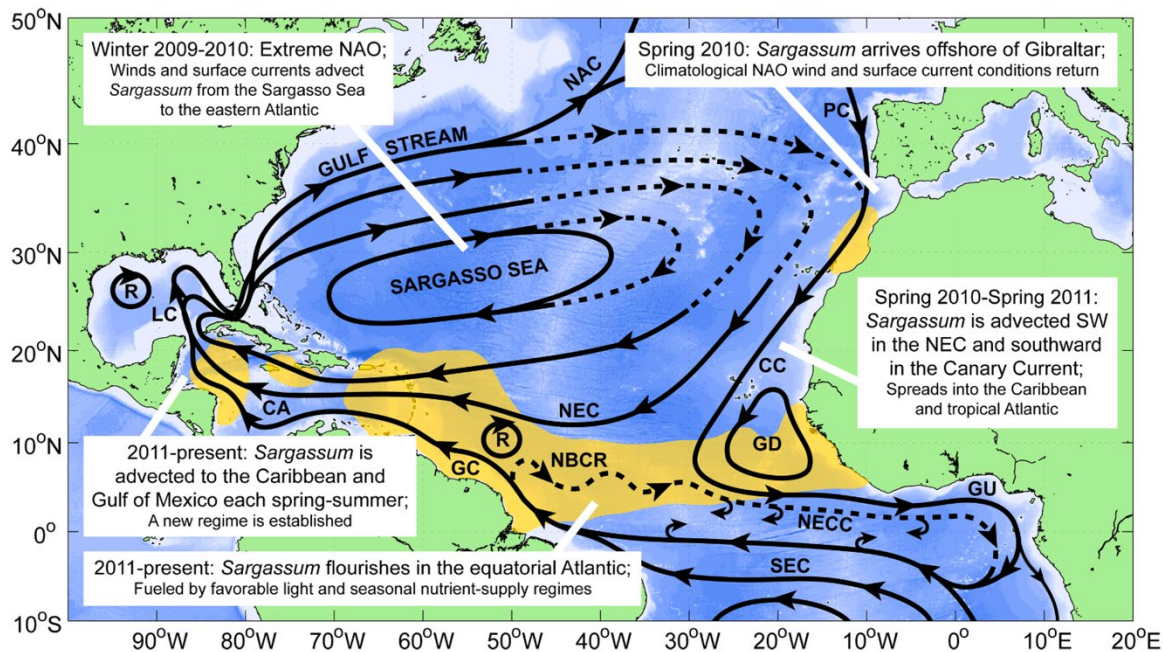 50°N
40°N
30°N
20°N
10°N
0°
10°S
90°W
80°W
70°W
60°W
50°W
40°W
30°W
20°W
10°W
0°
10°E
20°E
Winter 2009-2010: Extreme NAO;
Winds and surface currents advect
Sargassum from the Sargasso Sea
to the eastern Atlantic
Spring 2010: Sargassum arrives offshore of Gibraltar;
Climatological NAO wind and surface current conditions return
NAC
PC
GULF STREAM
SARGASSO SEA
R
LC
Spring 2010-Spring 2011:
Sargassum is advected SW
in the NEC and southward
in the Canary Current;
Spreads into the Caribbean
and tropical Atlantic
CC
CA
NEC
R
GD
GC
NBCR
GU
NECC
SEC
2011-present: Sargassum is
advected to the Caribbean and
Gulf of Mexico each spring-summer;
A new regime is established
2011-present: Sargassum flourishes in the equatorial Atlantic;
Fueled by favorable light and seasonal nutrient-supply regimes